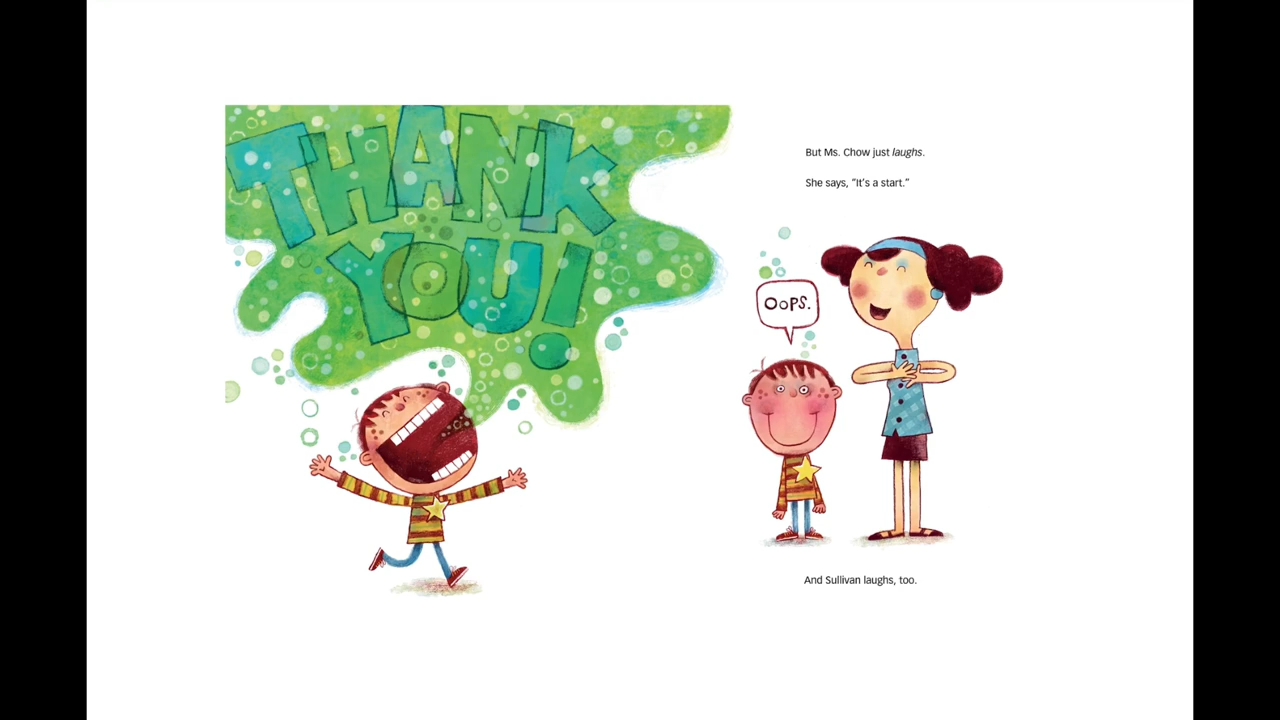 THANK
YOU!
But Ms. Chow just laughs.
She says, “It’s a start.”
OOPS.
And Sullivan laughs, too.